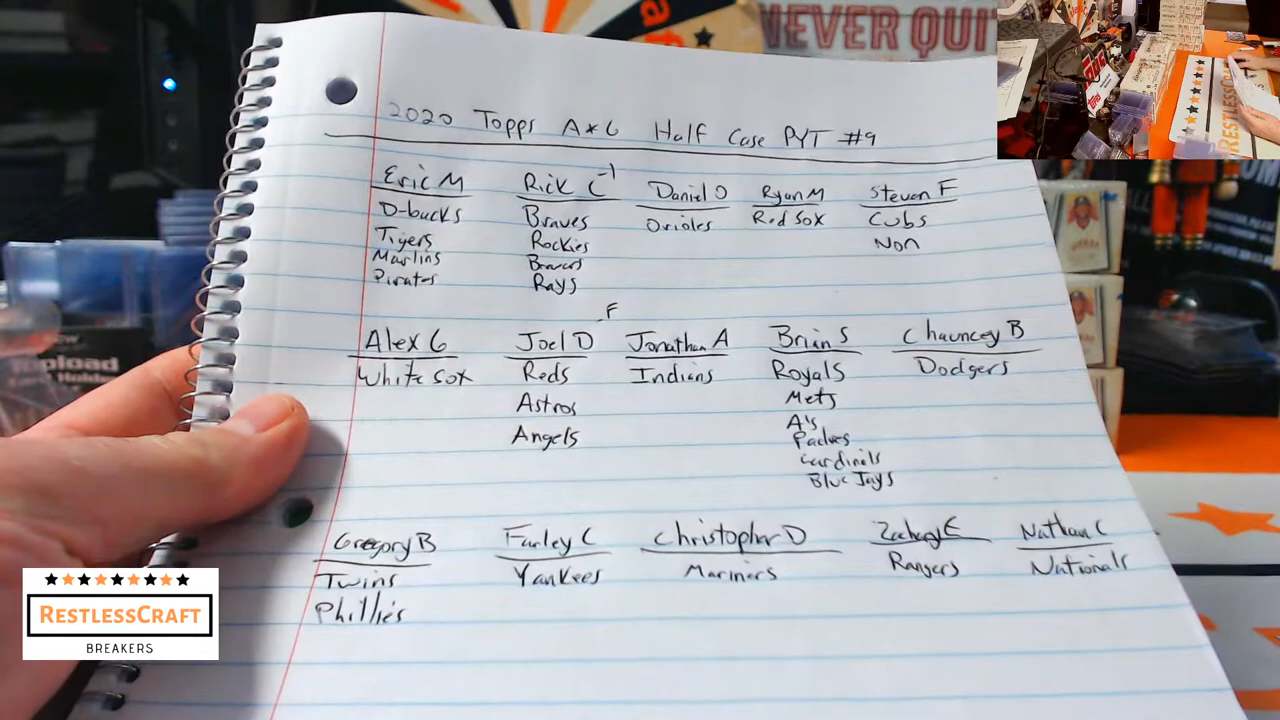 NEVER QUIT
2020 Topps A&G Half Case PYT #9
Eric M Rick C-1 Daniel O Ryan M Steven F
D-backs Braves Orioles Red Sox Cubs
Tigers Rockies Non
Marlins Brewers
Pirates Rays
Alex G Joel D F Jonathan A Brian S Chauncey B
White Sox Reds Indians Royals Dodgers
Astros Mets
Angels A's
Padres
Cardinals
Blue Jays
Gregory B Farley C Christopher D Zachary E Nathan C
Twins Yankees Mariners Rangers Nationals
Phillies
RESTLESSCRAFT
BREAKERS